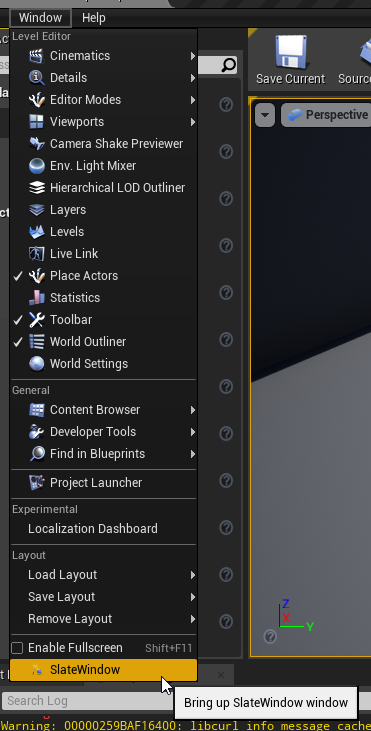 Window Help
Level Editor
Cinematics
Details
Editor Modes
Viewports
Camera Shake Previewer
Env. Light Mixer
Hierarchical LOD Outliner
Layers
Levels
Live Link
Place Actors
Statistics
Toolbar
World Outliner
World Settings
General
Content Browser
Developer Tools
Find in Blueprints
Project Launcher
Experimental
Localization Dashboard
Layout
Load Layout
Save Layout
Remove Layout
Enable Fullscreen Shift+F11
SlateWindow
Bring up SlateWindow window
Save Current
Perspective
Z
X
Y
Search Log
Warning: 00000259BAF16400: libcurl info message cache